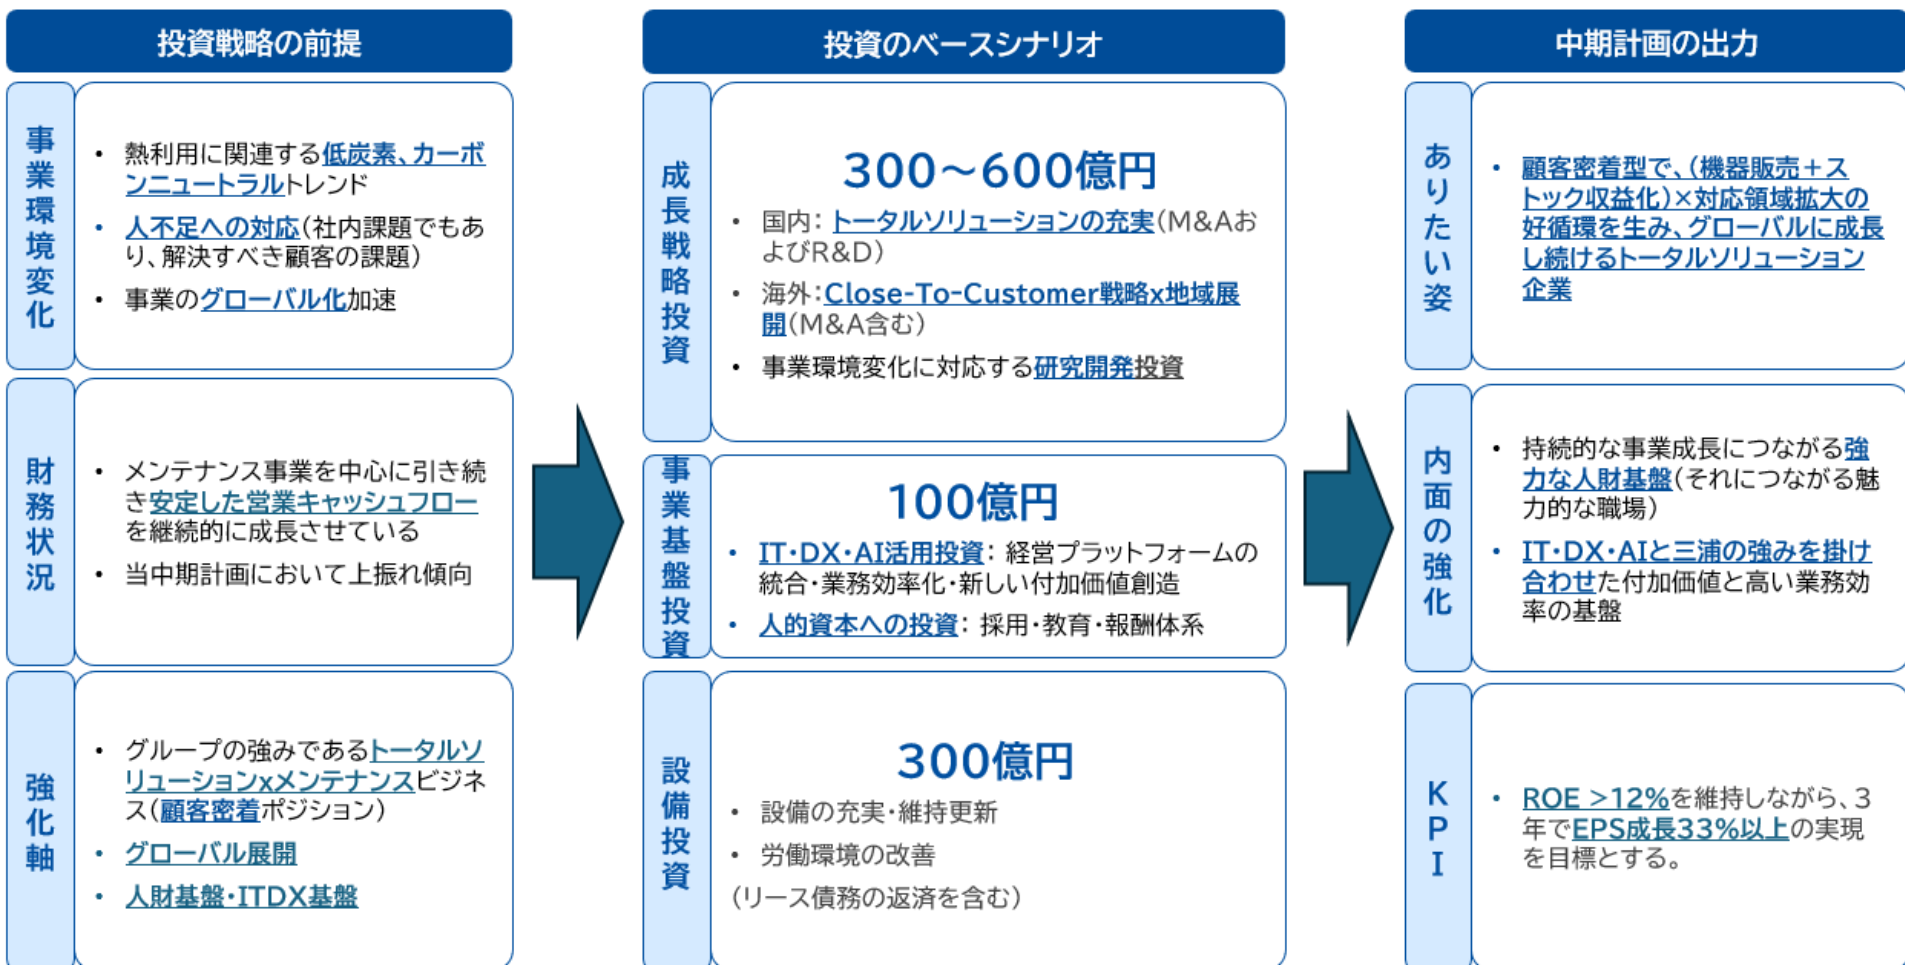 投資戦略の前提
事業環境変化
• 熱利用に関連する低炭素、カーボ
ンニュートラルトレンド
• 人不足への対応(社内課題でもあ
り、解決すべき顧客の課題)
• 事業のグローバル化加速
財務状況
• メンテナンス事業を中心に引き続
き安定した営業キャッシュフロー
を継続的に成長させている
• 当中期計画において上振れ傾向
強化軸
• グループの強みであるトータルソ
リューションxメンテナンスビジネ
ス(顧客密着ポジション)
• グローバル展開
• 人財基盤・ITDX基盤
投資のベースシナリオ
成長戦略投資
300～600億円
• 国内: トータルソリューションの充実(M&Aお
よびR&D)
• 海外:Close-To-Customer戦略x地域展
開(M&A含む)
• 事業環境変化に対応する研究開発投資
事業基盤投資
100億円
• IT・DX・AI活用投資: 経営プラットフォームの
統合・業務効率化・新しい付加価値創造
• 人的資本への投資: 採用・教育・報酬体系
設備投資
300億円
• 設備の充実・維持更新
• 労働環境の改善
(リース債務の返済を含む)
中期計画の出力
ありたい姿
• 顧客密着型で、(機器販売＋ス
トック収益化)×対応領域拡大の
好循環を生み、グローバルに成長
し続けるトータルソリューション
企業
内面の強化
• 持続的な事業成長につながる強
力な人財基盤(それにつながる魅
力的な職場)
• IT・DX・AIと三浦の強みを掛け
合わせた付加価値と高い業務効
率の基盤
KPI
• ROE >12%を維持しながら、3
年でEPS成長33%以上の実現
を目標とする。